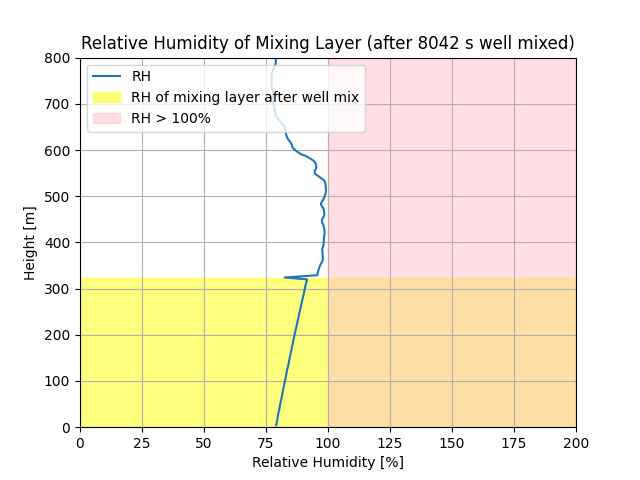 Relative Humidity of Mixing Layer (after 8042 s well mixed)
800
700
600
500
400
300
200
100
0
Height [m]
RH
RH of mixing layer after well mix
RH > 100%
0 25 50 75 100 125 150 175 200
Relative Humidity [%]